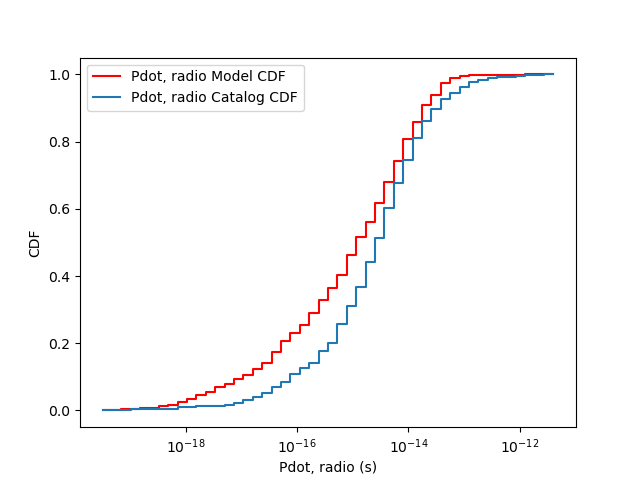 Pdot, radio Model CDF
Pdot, radio Catalog CDF
1.0
0.8
0.6
0.4
0.2
0.0
CDF
10⁻¹⁸
10⁻¹⁶
10⁻¹⁴
10⁻¹²
Pdot, radio (s)